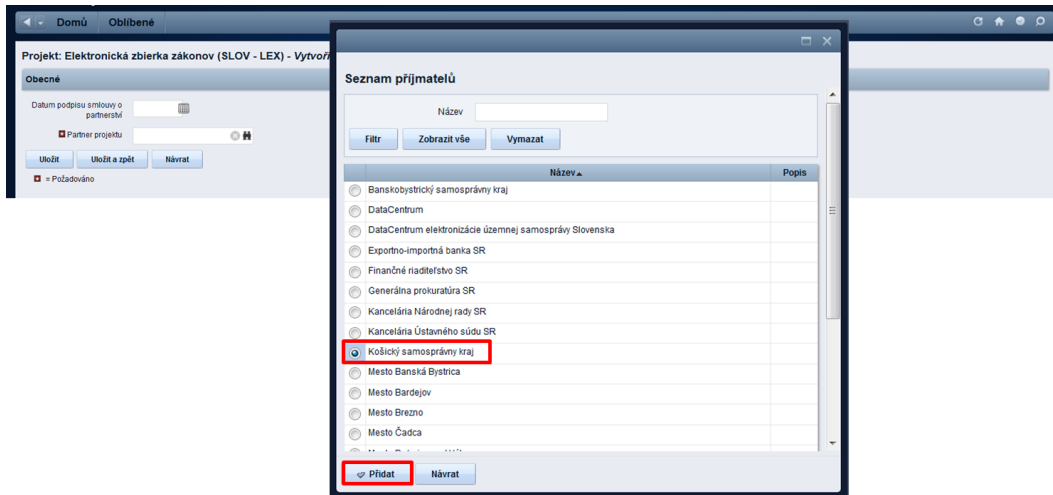 Domů Oblíbené
Projekt: Elektronická zbierka zákonov (SLOV - LEX) - Vytvoři
Obecné
Datum podpisu smlouvy o
partnerství
Partner projektu
Uložit Uložit a zpět Návrat
= Požadováno
Seznam příjmatelů
Název
Filtr Zobrazit vše Vymazat
Název Popis
Banskobystrický samosprávny kraj
DataCentrum
DataCentrum elektronizácie územnej samosprávy Slovenska
Exportno-importná banka SR
Finančné riaditeľstvo SR
Generálna prokuratúra SR
Kancelária Národnej rady SR
Kancelária Ústavného súdu SR
Košický samosprávny kraj
Mesto Banská Bystrica
Mesto Bardejov
Mesto Brezno
Mesto Čadca
Přidat Návrat